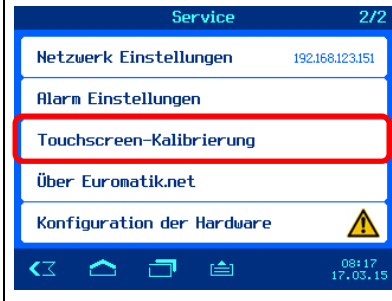 Service 2/2
Netzwerk Einstellungen 192.168.123.151
Alarm Einstellungen
Touchscreen-Kalibrierung
Über Euromatik.net
Konfiguration der Hardware
08:17
17.03.15